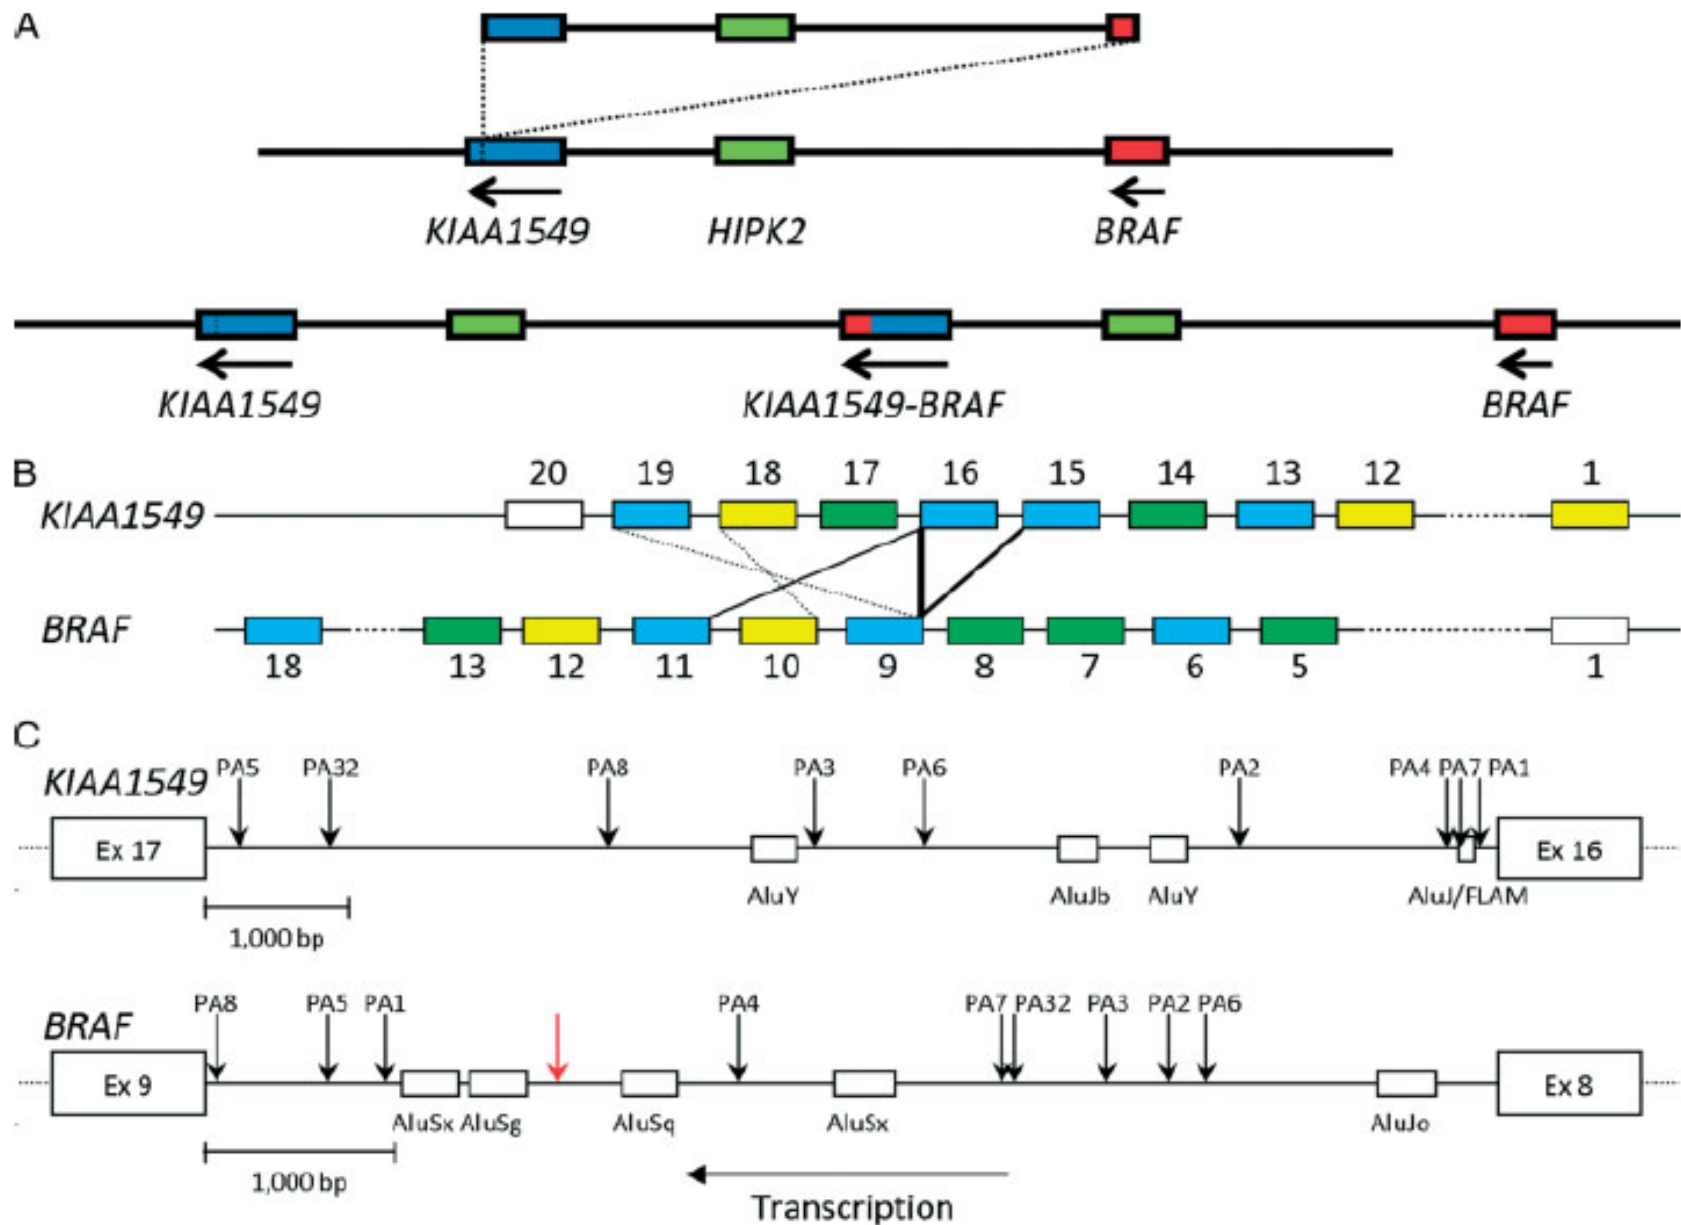 A
KIAA1549 HIPK2 BRAF
KIAA1549 KIAA1549-BRAF BRAF
B
20 19 18 17 16 15 14 13 12 1
KIAA1549
BRAF
18 13 12 11 10 9 8 7 6 5 1
C
KIAA1549
PA5 PA32 PA8 PA3 PA6 PA2 PA4 PA7 PA1
Ex 17 Ex 16
AluY AluJb AluY AluJ/FLAM
1,000 bp
PA8 PA5 PA1 PA4 PA7 PA32 PA3 PA2 PA6
BRAF
Ex 9 Ex 8
AluSx AluSg AluSq AluSx AluJo
1,000 bp
Transcription